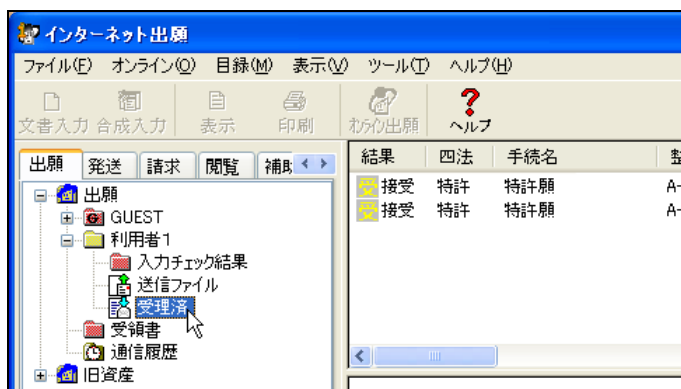 インターネット出願
ファイル(F) オンライン(O) 目録(M) 表示(V) ツール(T) ヘルプ(H)
文書入力 合成入力 表示 印刷 オンライン出願 ヘルプ
出願 発送 請求 閲覧 補助
結果 四法 手続名 整
受 接受 特許 特許願 A-
受 接受 特許 特許願 A-
出願
GUEST
利用者1
入力チェック結果
送信ファイル
受理済
受領書
通信履歴
旧資産